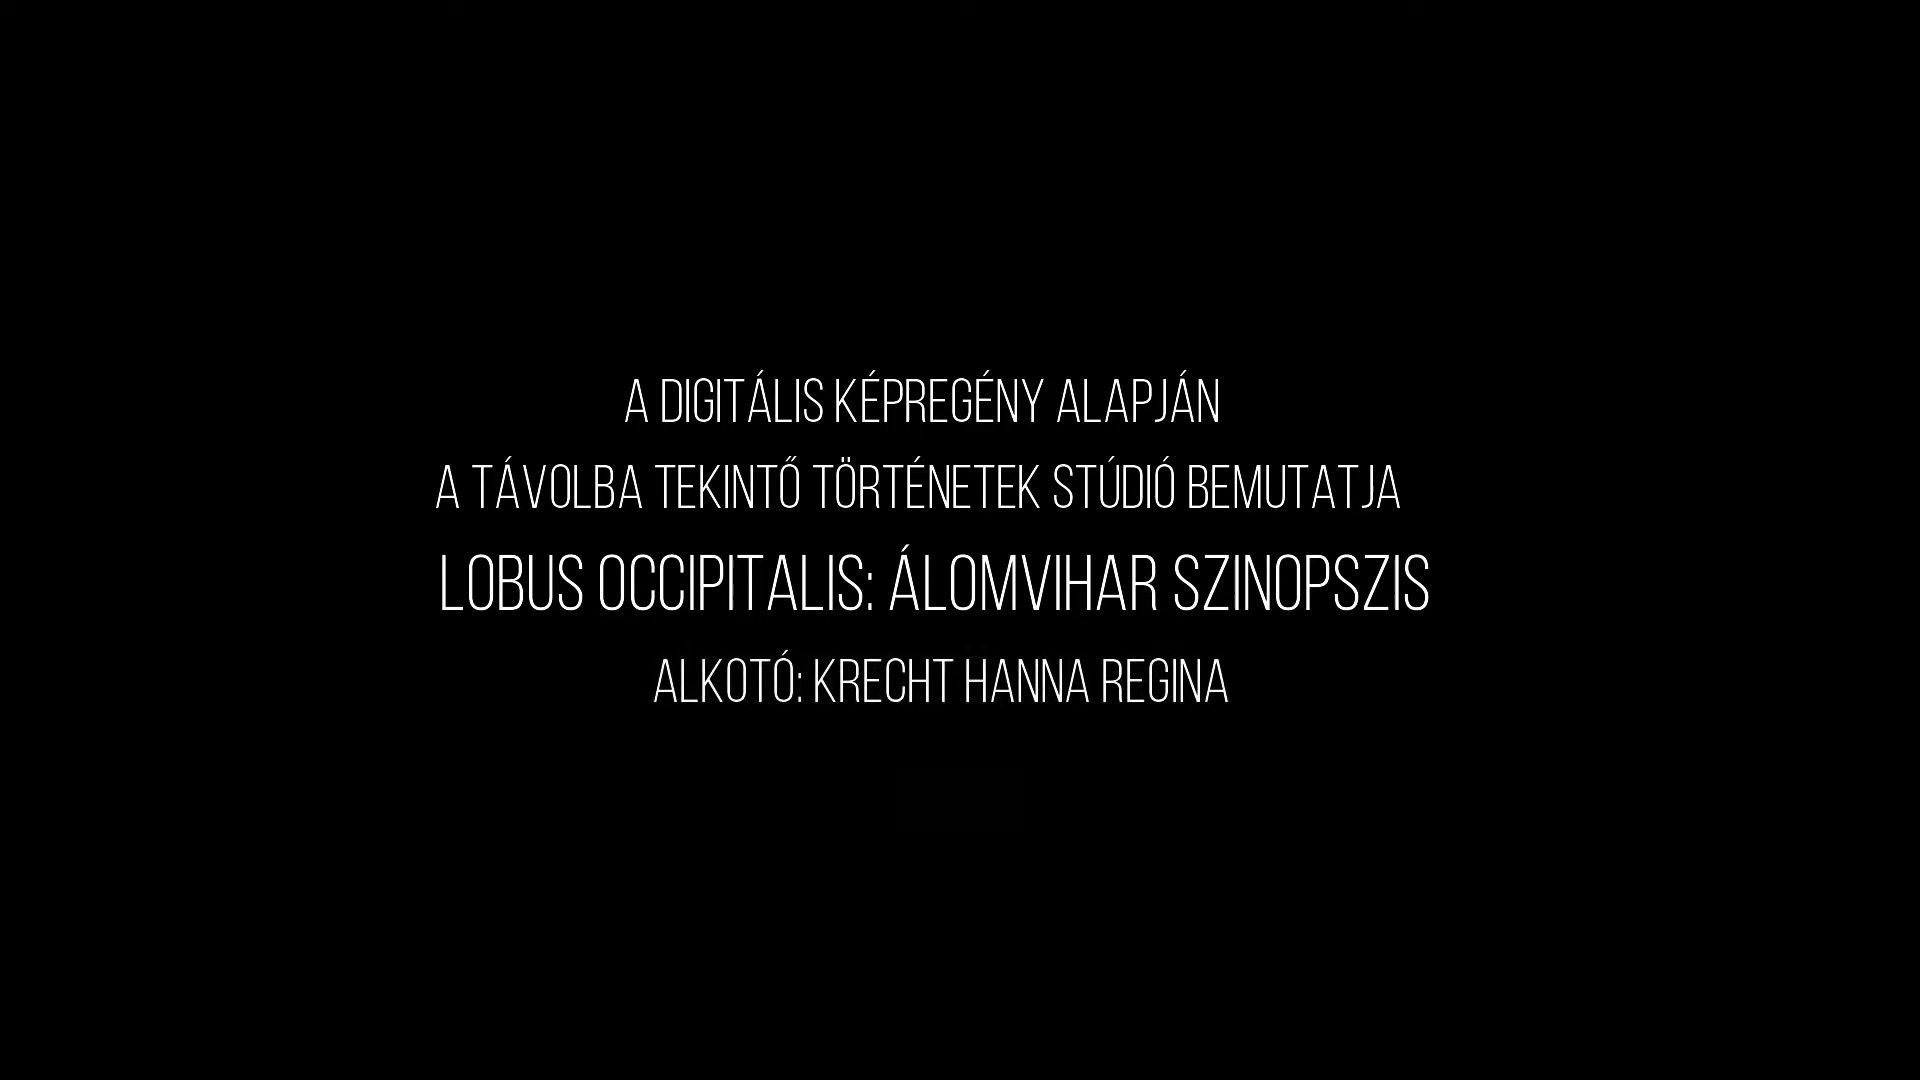 A DIGITÁLIS KÉPREGÉNY ALAPJÁN
A TÁVOLBA TEKINTŐ TÖRTÉNETEK STÚDIÓ BEMUTATJA
LOBUS OCCIPITALIS: ÁLOMVIHAR SZINOPSZIS
ALKOTÓ: KRECHT HANNA REGINA